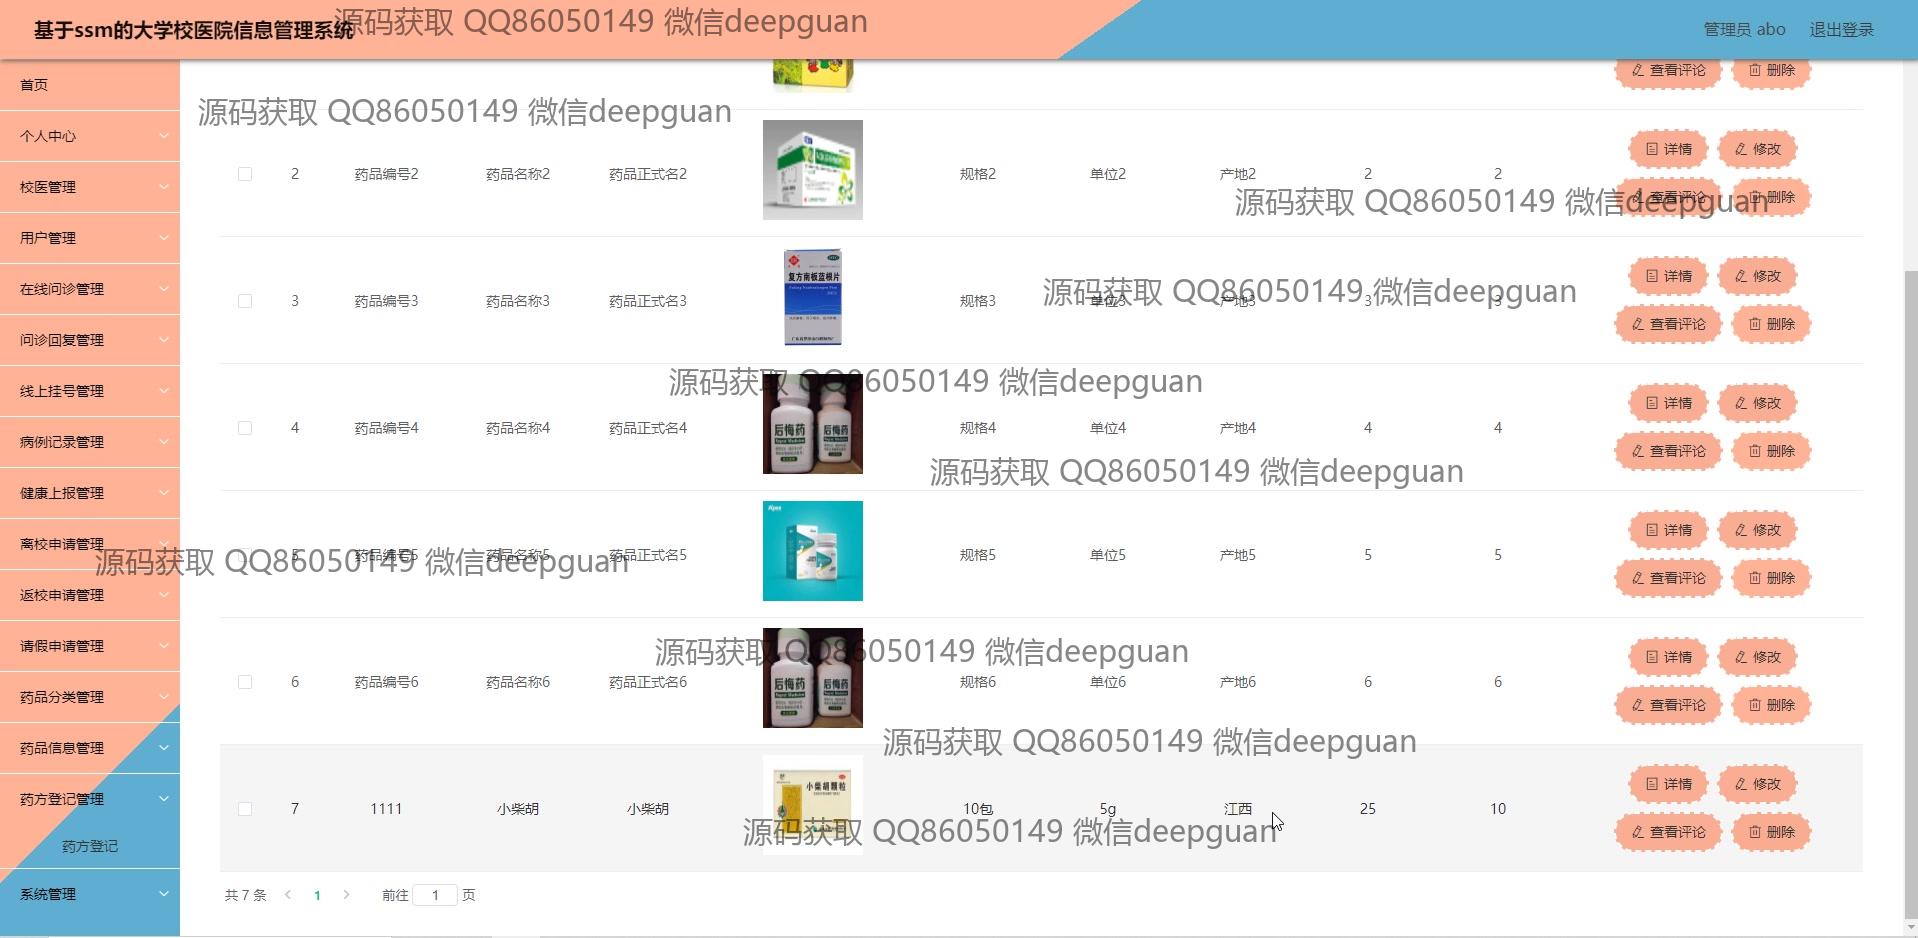 基于ssm的大学校医院信息管理系统
源码获取 QQ86050149 微信deepguan
管理员 abo 退出登录
首页
个人中心
校医管理
用户管理
在线问诊管理
问诊回复管理
线上挂号管理
病例记录管理
健康上报管理
离校申请管理
返校申请管理
请假申请管理
药品分类管理
药品信息管理
药方登记管理
药方登记
系统管理
查看评论 删除
源码获取 QQ86050149 微信deepguan
2 药品编号2 药品名称2 药品正式名2 规格2 单位2 产地2 2 2 详情 修改
查看评论 删除
源码获取 QQ86050149 微信deepguan
复方南板蓝根片
3 药品编号3 药品名称3 药品正式名3 规格3 单位3 产地3 3 3 详情 修改
查看评论 删除
源码获取 QQ86050149 微信deepguan
源码获取 QQ86050149 微信deepguan
后悔药 后悔药
4 药品编号4 药品名称4 药品正式名4 规格4 单位4 产地4 4 4 详情 修改
查看评论 删除
源码获取 QQ86050149 微信deepguan
5 药品编号5 药品名称5 药品正式名5 规格5 单位5 产地5 5 5 详情 修改
查看评论 删除
源码获取 QQ86050149 微信deepguan
源码获取 QQ86050149 微信deepguan
后悔药 后悔药
6 药品编号6 药品名称6 药品正式名6 规格6 单位6 产地6 6 6 详情 修改
查看评论 删除
源码获取 QQ86050149 微信deepguan
小柴胡颗粒
7 1111 小柴胡 小柴胡 10包 5g 江西 25 10 详情 修改
查看评论 删除
源码获取 QQ86050149 微信deepguan
共 7 条 1 前往 1 页